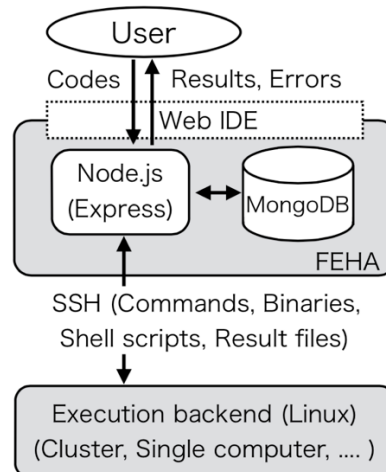 User
Codes
Results, Errors
Web IDE
Node.js
(Express)
MongoDB
FEHA
SSH (Commands, Binaries,
Shell scripts, Result files)
Execution backend (Linux)
(Cluster, Single computer, .... )